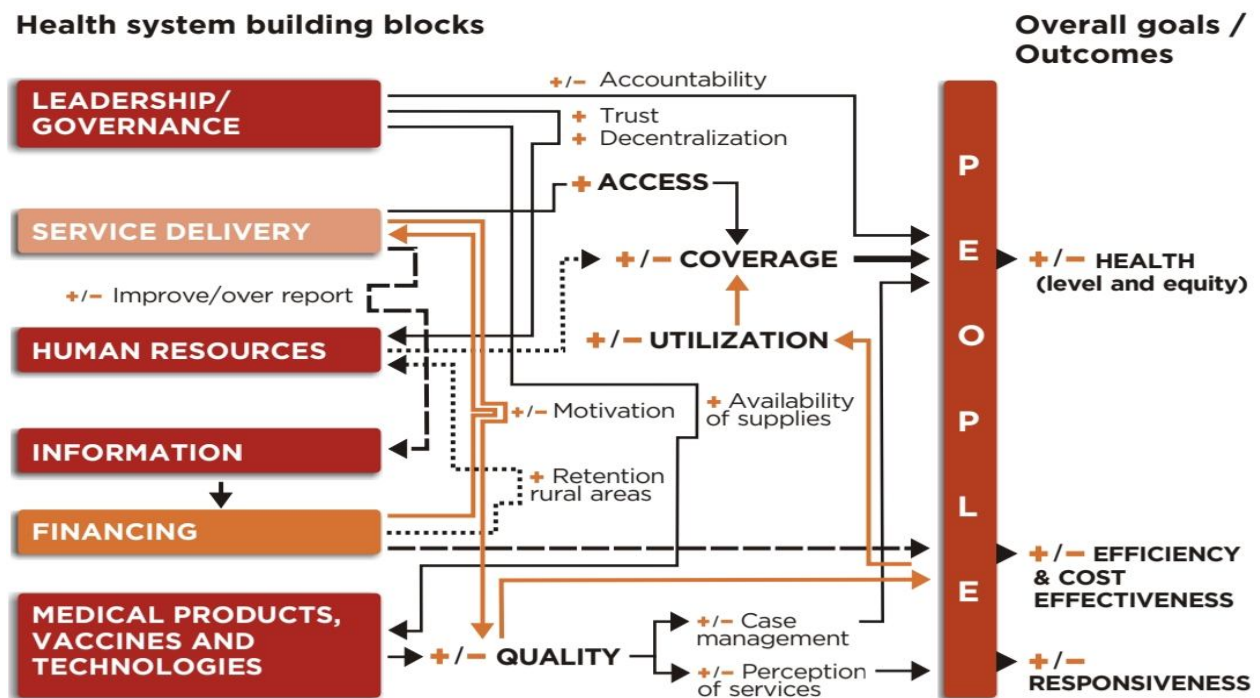 Health system building blocks
Overall goals /
Outcomes
LEADERSHIP/
GOVERNANCE
+/− Accountability
+ Trust
+ Decentralization
+ ACCESS
SERVICE DELIVERY
+/− COVERAGE
+/− HEALTH
(level and equity)
+/− Improve/over report
HUMAN RESOURCES
+/− UTILIZATION
+/− Motivation
+ Availability
of supplies
INFORMATION
+ Retention
rural areas
FINANCING
+/− EFFICIENCY
& COST
EFFECTIVENESS
MEDICAL PRODUCTS,
VACCINES AND
TECHNOLOGIES
+/− QUALITY
+/− Case
management
+/− Perception
of services
+/−
RESPONSIVENESS
P
E
O
P
L
E